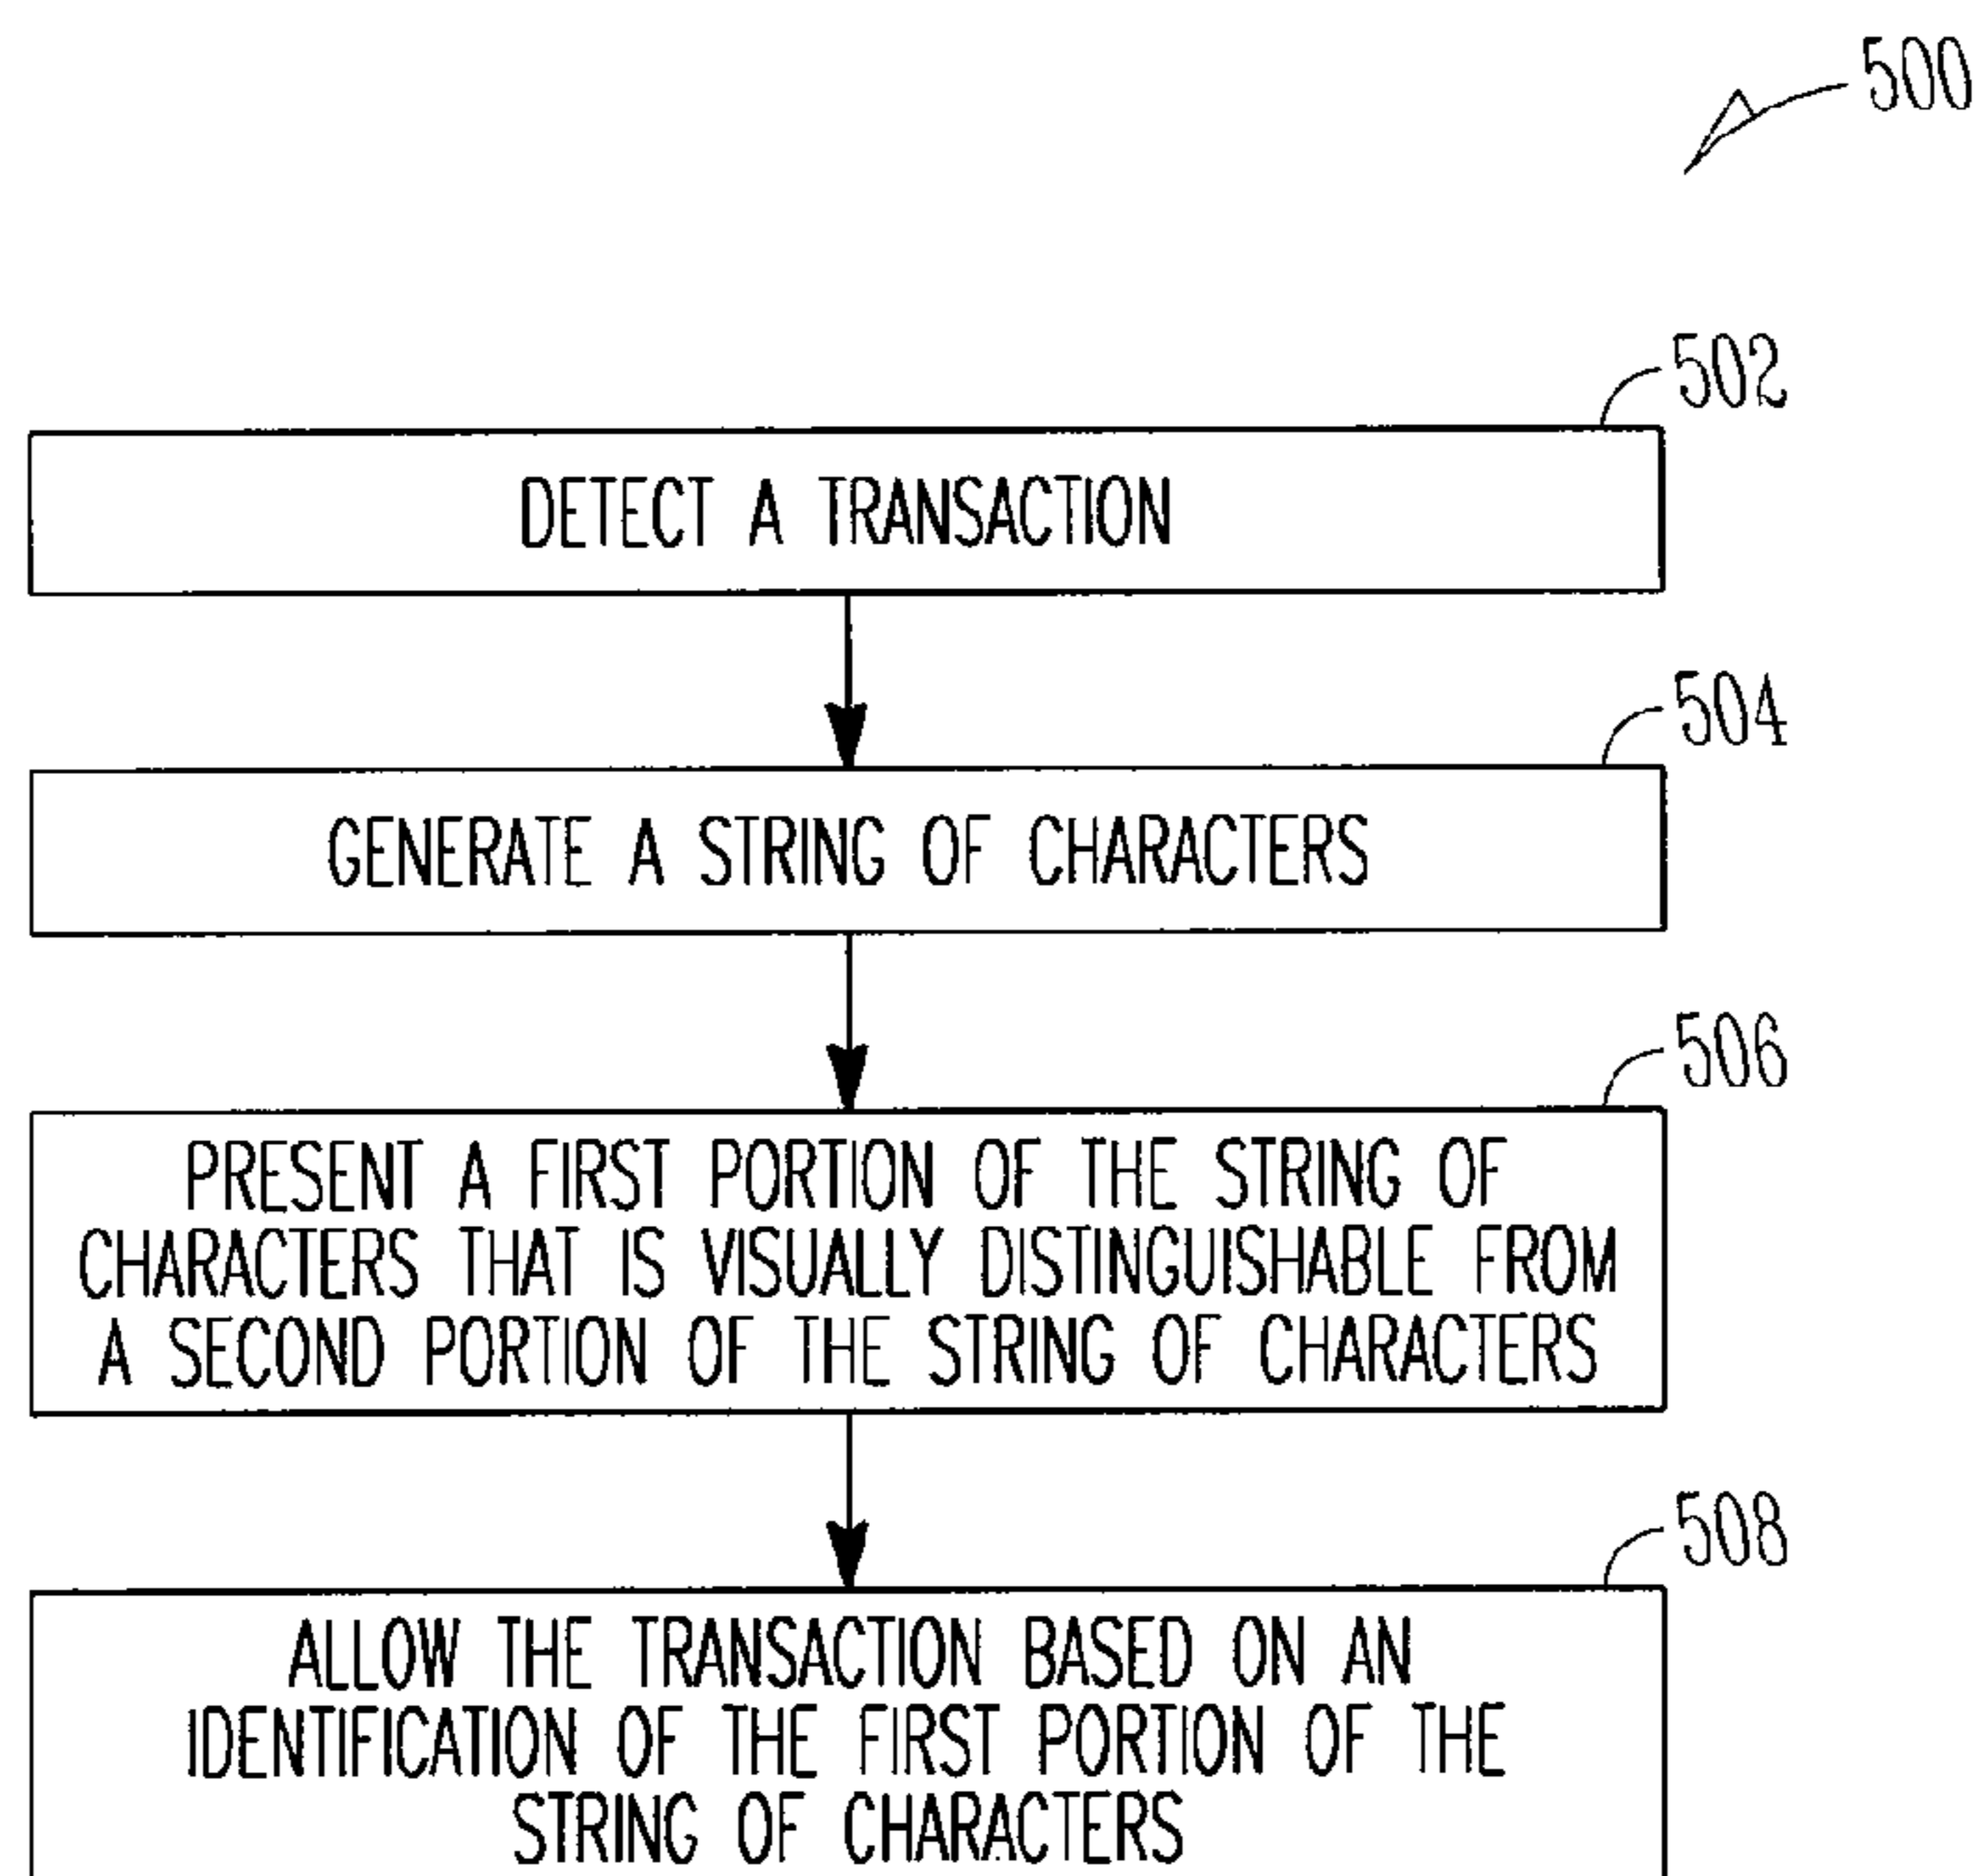 500
502
DETECT A TRANSACTION
504
GENERATE A STRING OF CHARACTERS
506
PRESENT A FIRST PORTION OF THE STRING OF
CHARACTERS THAT IS VISUALLY DISTINGUISHABLE FROM
A SECOND PORTION OF THE STRING OF CHARACTERS
508
ALLOW THE TRANSACTION BASED ON AN
IDENTIFICATION OF THE FIRST PORTION OF THE
STRING OF CHARACTERS